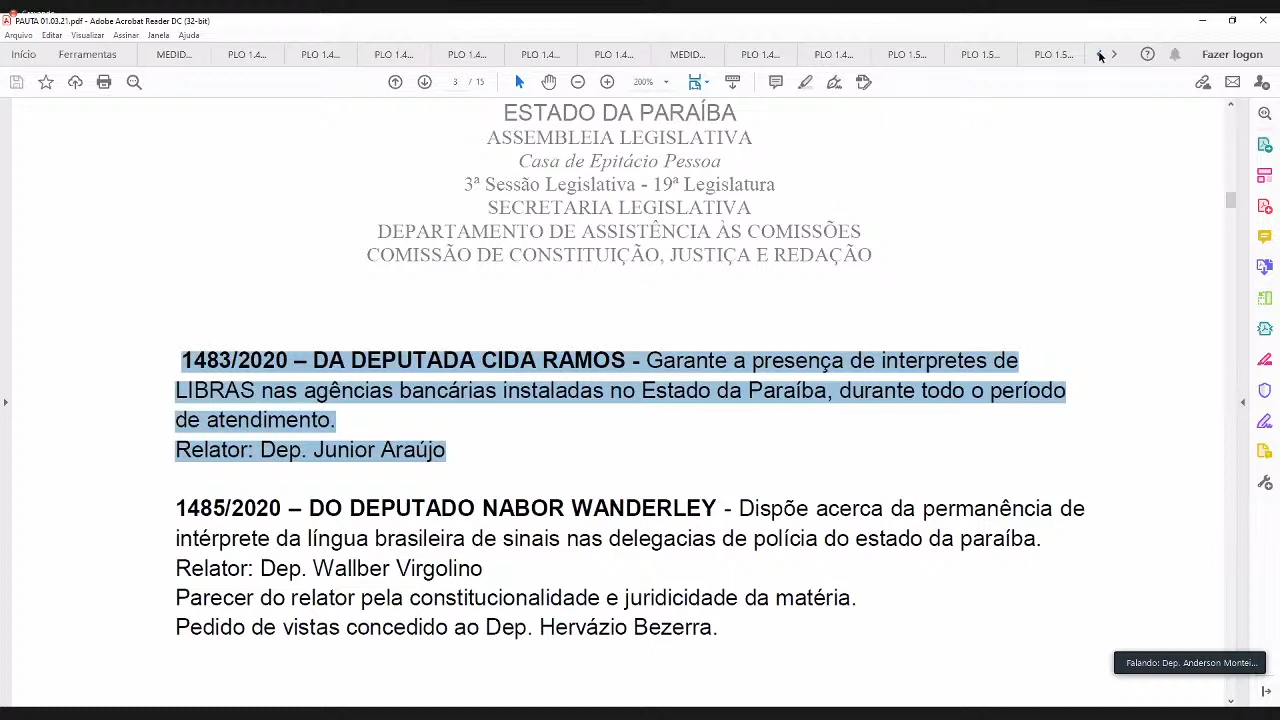 PAUTA 01.03.21.pdf - Adobe Acrobat Reader DC (32-bit)
Arquivo Editar Visualizar Assinar Janela Ajuda
Início Ferramentas MEDID... PLO 1.4... PLO 1.4... PLO 1.4... PLO 1.4... PLO 1.4... PLO 1.4... MEDID... PLO 1.4... PLO 1.4... PLO 1.5... PLO 1.5... PLO 1.5... Fazer logon
3 / 15 200%
ESTADO DA PARAÍBA
ASSEMBLEIA LEGISLATIVA
Casa de Epitácio Pessoa
3ª Sessão Legislativa - 19ª Legislatura
SECRETARIA LEGISLATIVA
DEPARTAMENTO DE ASSISTÊNCIA ÀS COMISSÕES
COMISSÃO DE CONSTITUIÇÃO, JUSTIÇA E REDAÇÃO
1483/2020 – DA DEPUTADA CIDA RAMOS - Garante a presença de interpretes de
LIBRAS nas agências bancárias instaladas no Estado da Paraíba, durante todo o período
de atendimento.
Relator: Dep. Junior Araújo
1485/2020 – DO DEPUTADO NABOR WANDERLEY - Dispõe acerca da permanência de
intérprete da língua brasileira de sinais nas delegacias de polícia do estado da paraíba.
Relator: Dep. Wallber Virgolino
Parecer do relator pela constitucionalidade e juridicidade da matéria.
Pedido de vistas concedido ao Dep. Hervázio Bezerra.
Falando: Dep. Anderson Montei...